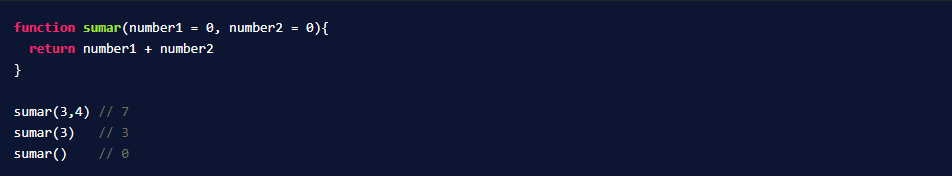 function sumar(number1 = 0, number2 = 0){
  return number1 + number2
}

sumar(3,4) // 7
sumar(3)   // 3
sumar()    // 0